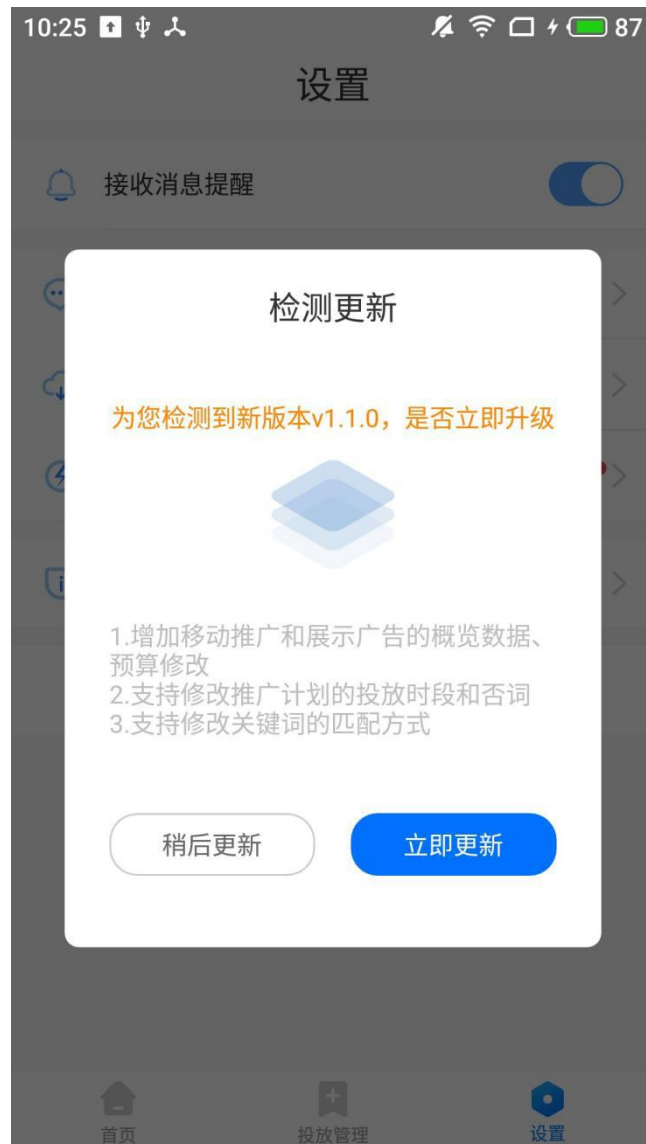 10:25
87
设置
接收消息提醒
检测更新
为您检测到新版本v1.1.0，是否立即升级
1.增加移动推广和展示广告的概览数据、
预算修改
2.支持修改推广计划的投放时段和否词
3.支持修改关键词的匹配方式
稍后更新
立即更新
首页
投放管理
设置